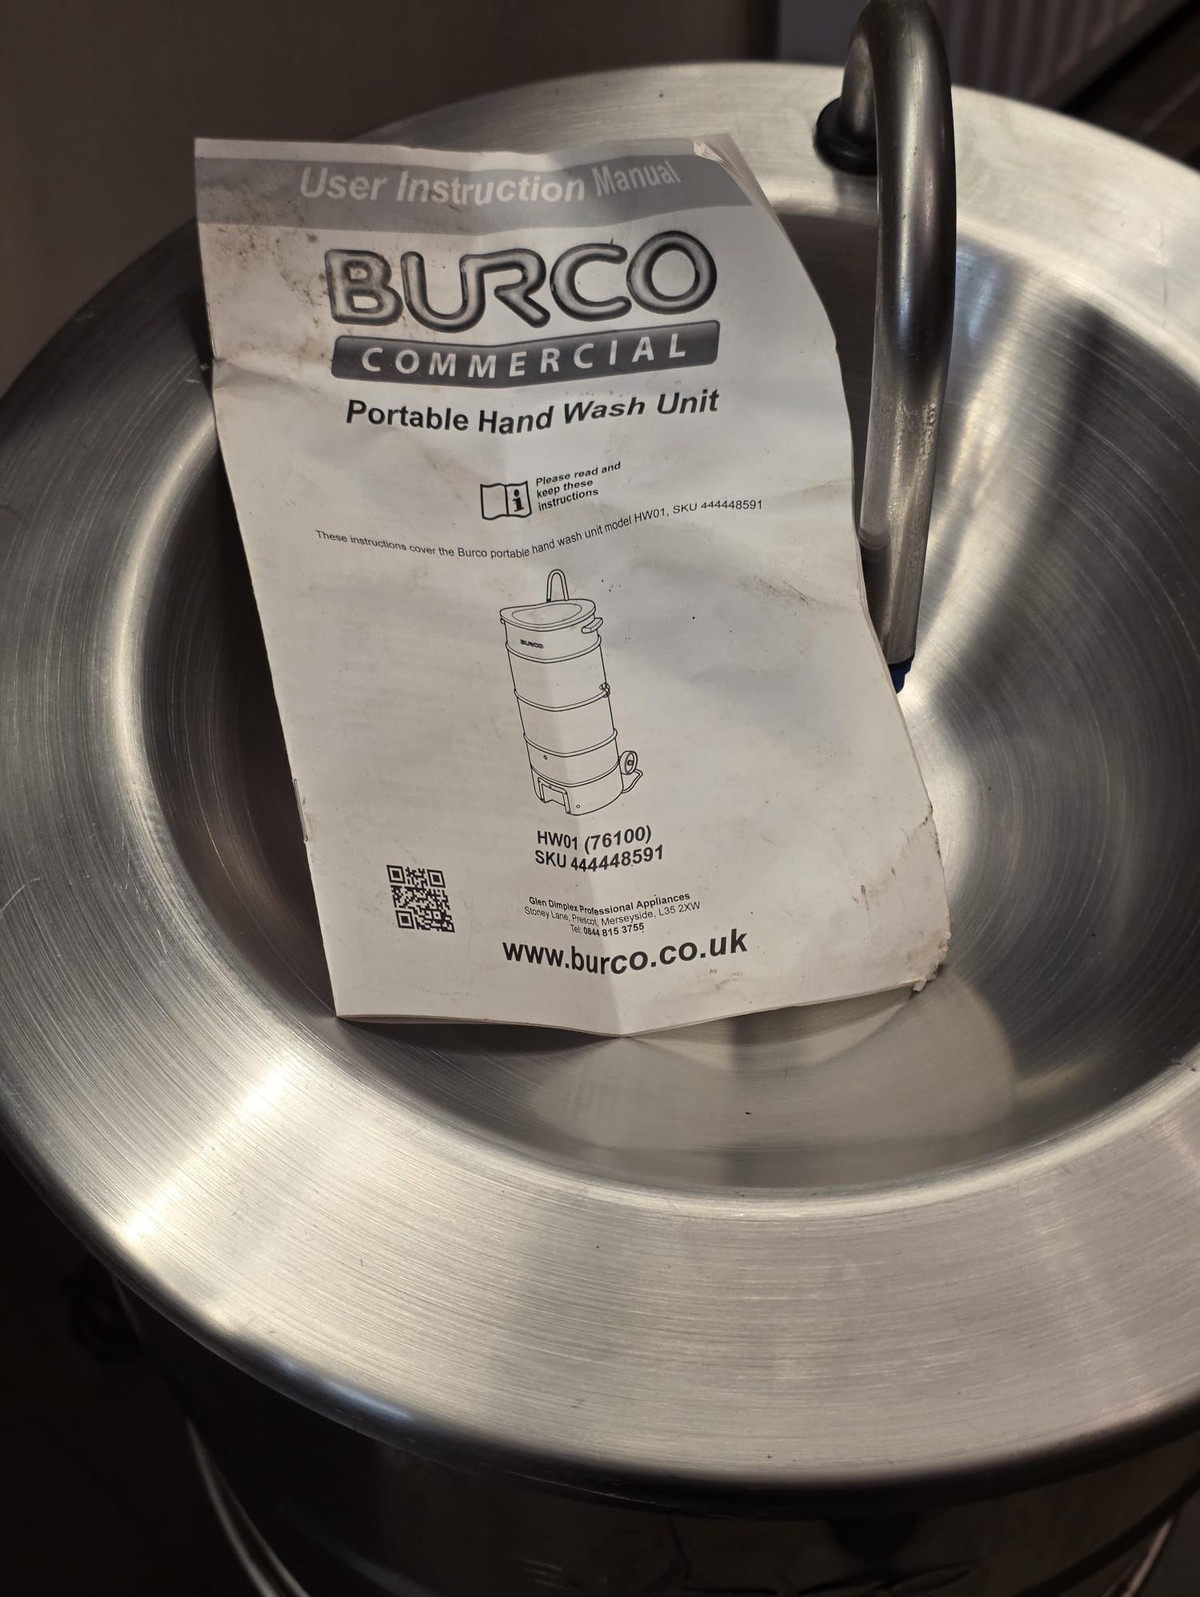 User Instruction Manual
BURCO
COMMERCIAL
Portable Hand Wash Unit
Please read and
keep these
instructions
These instructions cover the Burco portable hand wash unit model HW01, SKU 444448591
BURCO
HW01 (76100)
SKU 444448591
Glen Dimplex Professional Appliances
Stoney Lane, Prescot, Merseyside, L35 2XW
Tel: 0844 815 3755
www.burco.co.uk